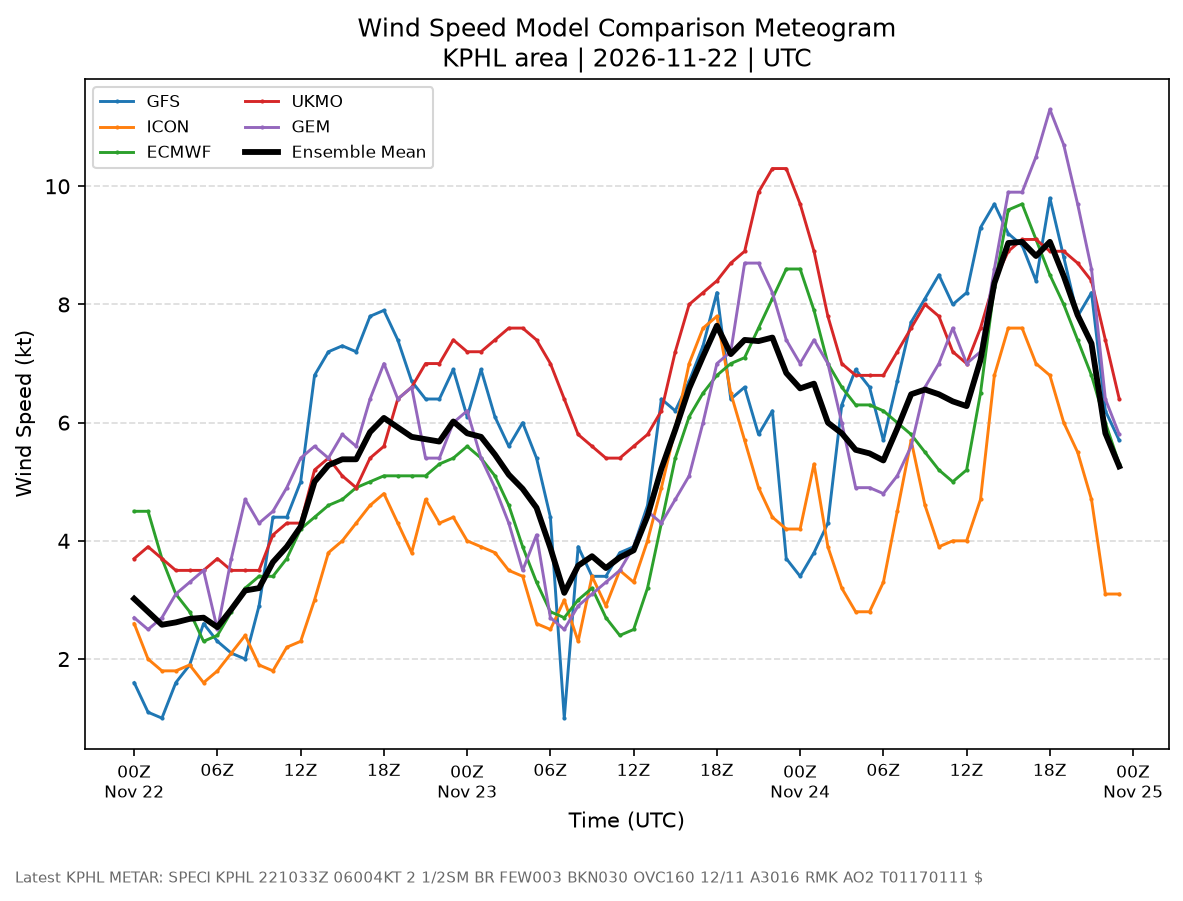 Wind Speed Model Comparison Meteogram
KPHL area | 2026-11-22 | UTC
GFS
ICON
ECMWF
UKMO
GEM
Ensemble Mean
Wind Speed (kt)
10
8
6
4
2
00Z 06Z 12Z 18Z 00Z 06Z 12Z 18Z 00Z 06Z 12Z 18Z 00Z
Nov 22 Nov 23 Nov 24 Nov 25
Time (UTC)
Latest KPHL METAR: SPECI KPHL 221033Z 06004KT 2 1/2SM BR FEW003 BKN030 OVC160 12/11 A3016 RMK AO2 T01170111 $